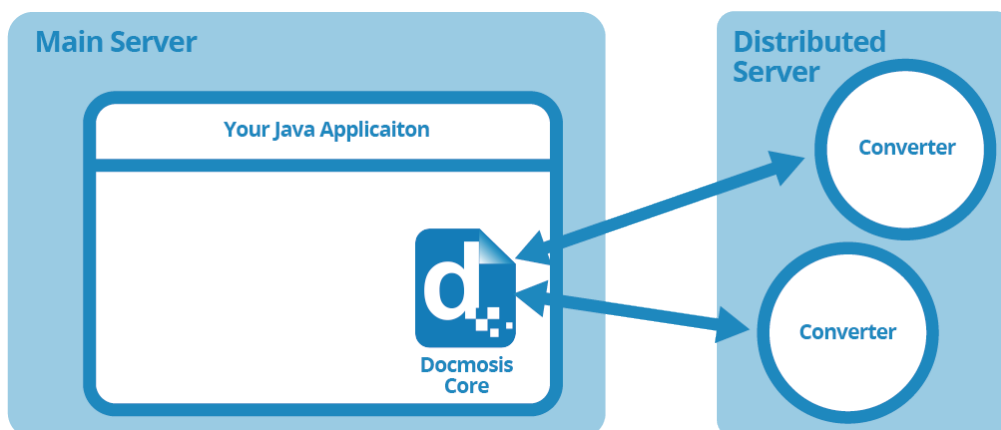 Main Server
Your Java Applicaiton
d
Docmosis
Core
Distributed
Server
Converter
Converter